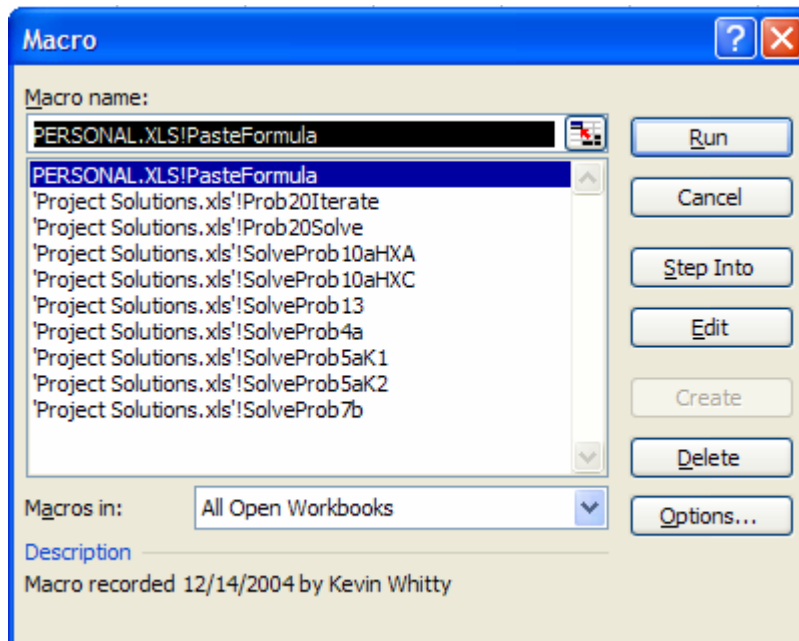 Macro
Macro name:
PERSONAL.XLS!PasteFormula
PERSONAL.XLS!PasteFormula
'Project Solutions.xls'!Prob20Iterate
'Project Solutions.xls'!Prob20Solve
'Project Solutions.xls'!SolveProb10aHXA
'Project Solutions.xls'!SolveProb10aHXC
'Project Solutions.xls'!SolveProb13
'Project Solutions.xls'!SolveProb4a
'Project Solutions.xls'!SolveProb5aK1
'Project Solutions.xls'!SolveProb5aK2
'Project Solutions.xls'!SolveProb7b
Run
Cancel
Step Into
Edit
Create
Delete
Options...
Macros in:
All Open Workbooks
Description
Macro recorded 12/14/2004 by Kevin Whitty